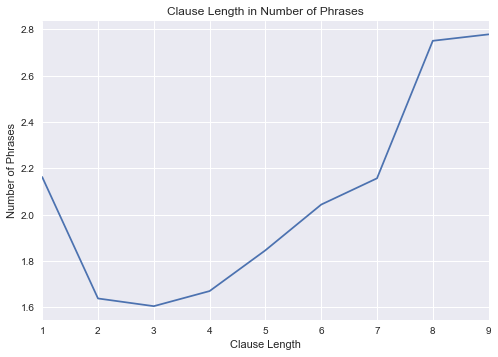 Clause Length in Number of Phrases
2.8
2.6
2.4
2.2
2.0
1.8
1.6
Number of Phrases
1 2 3 4 5 6 7 8 9
Clause Length